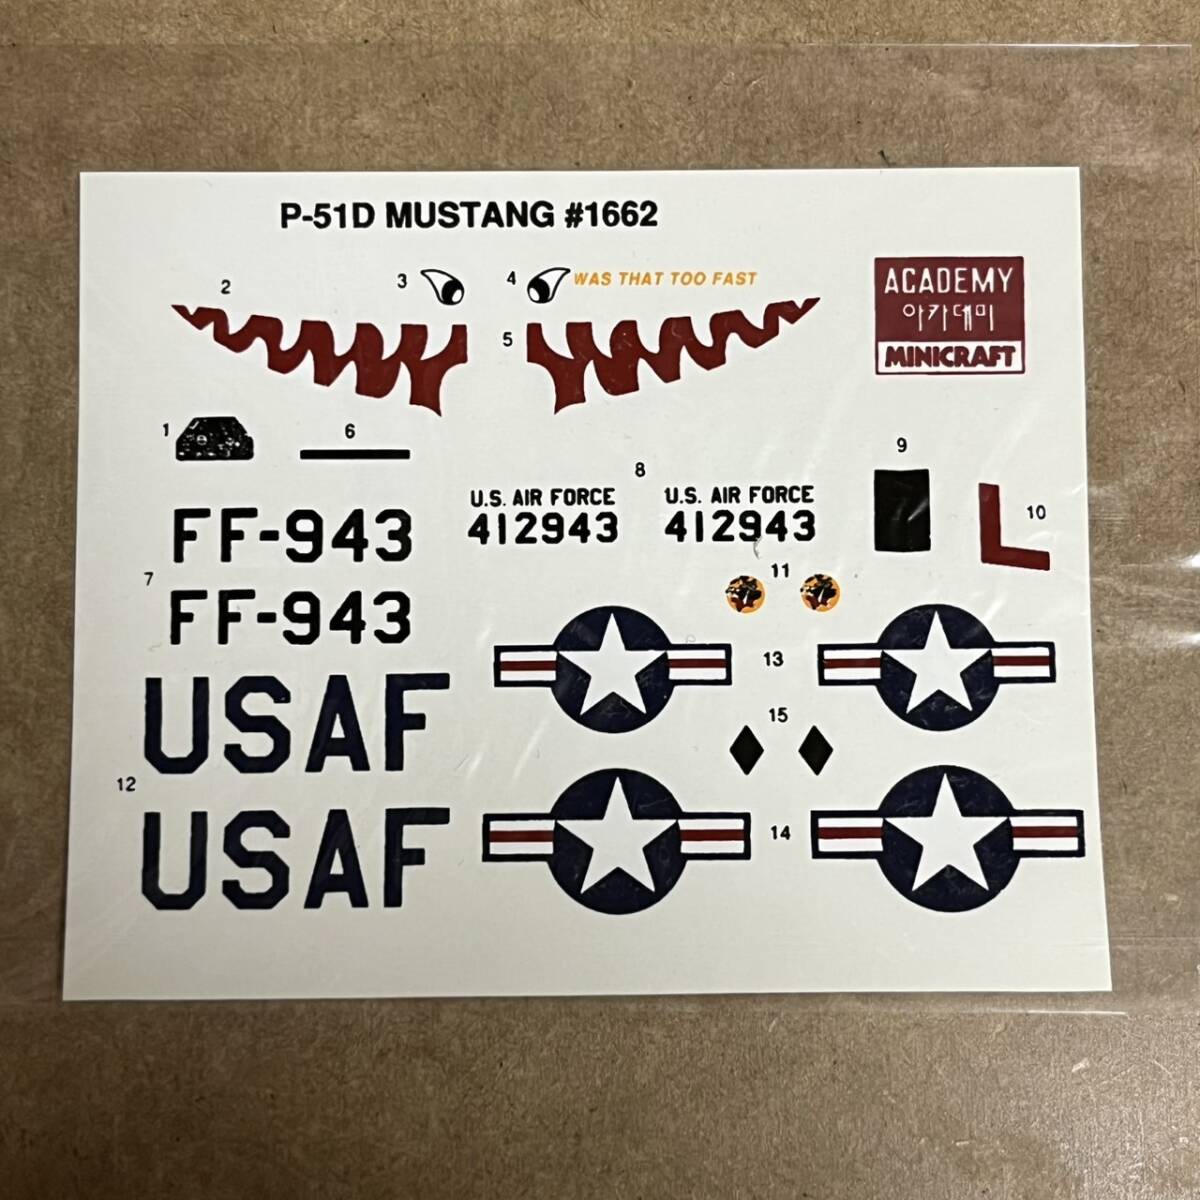 P-51D MUSTANG #1662
2
3
4
WAS THAT TOO FAST
ACADEMY
아카데미
MINICRAFT
5
1
6
9
8
U.S. AIR FORCE
412943
U.S. AIR FORCE
412943
L
10
FF-943
7
FF-943
11
13
USAF
15
12
USAF
14